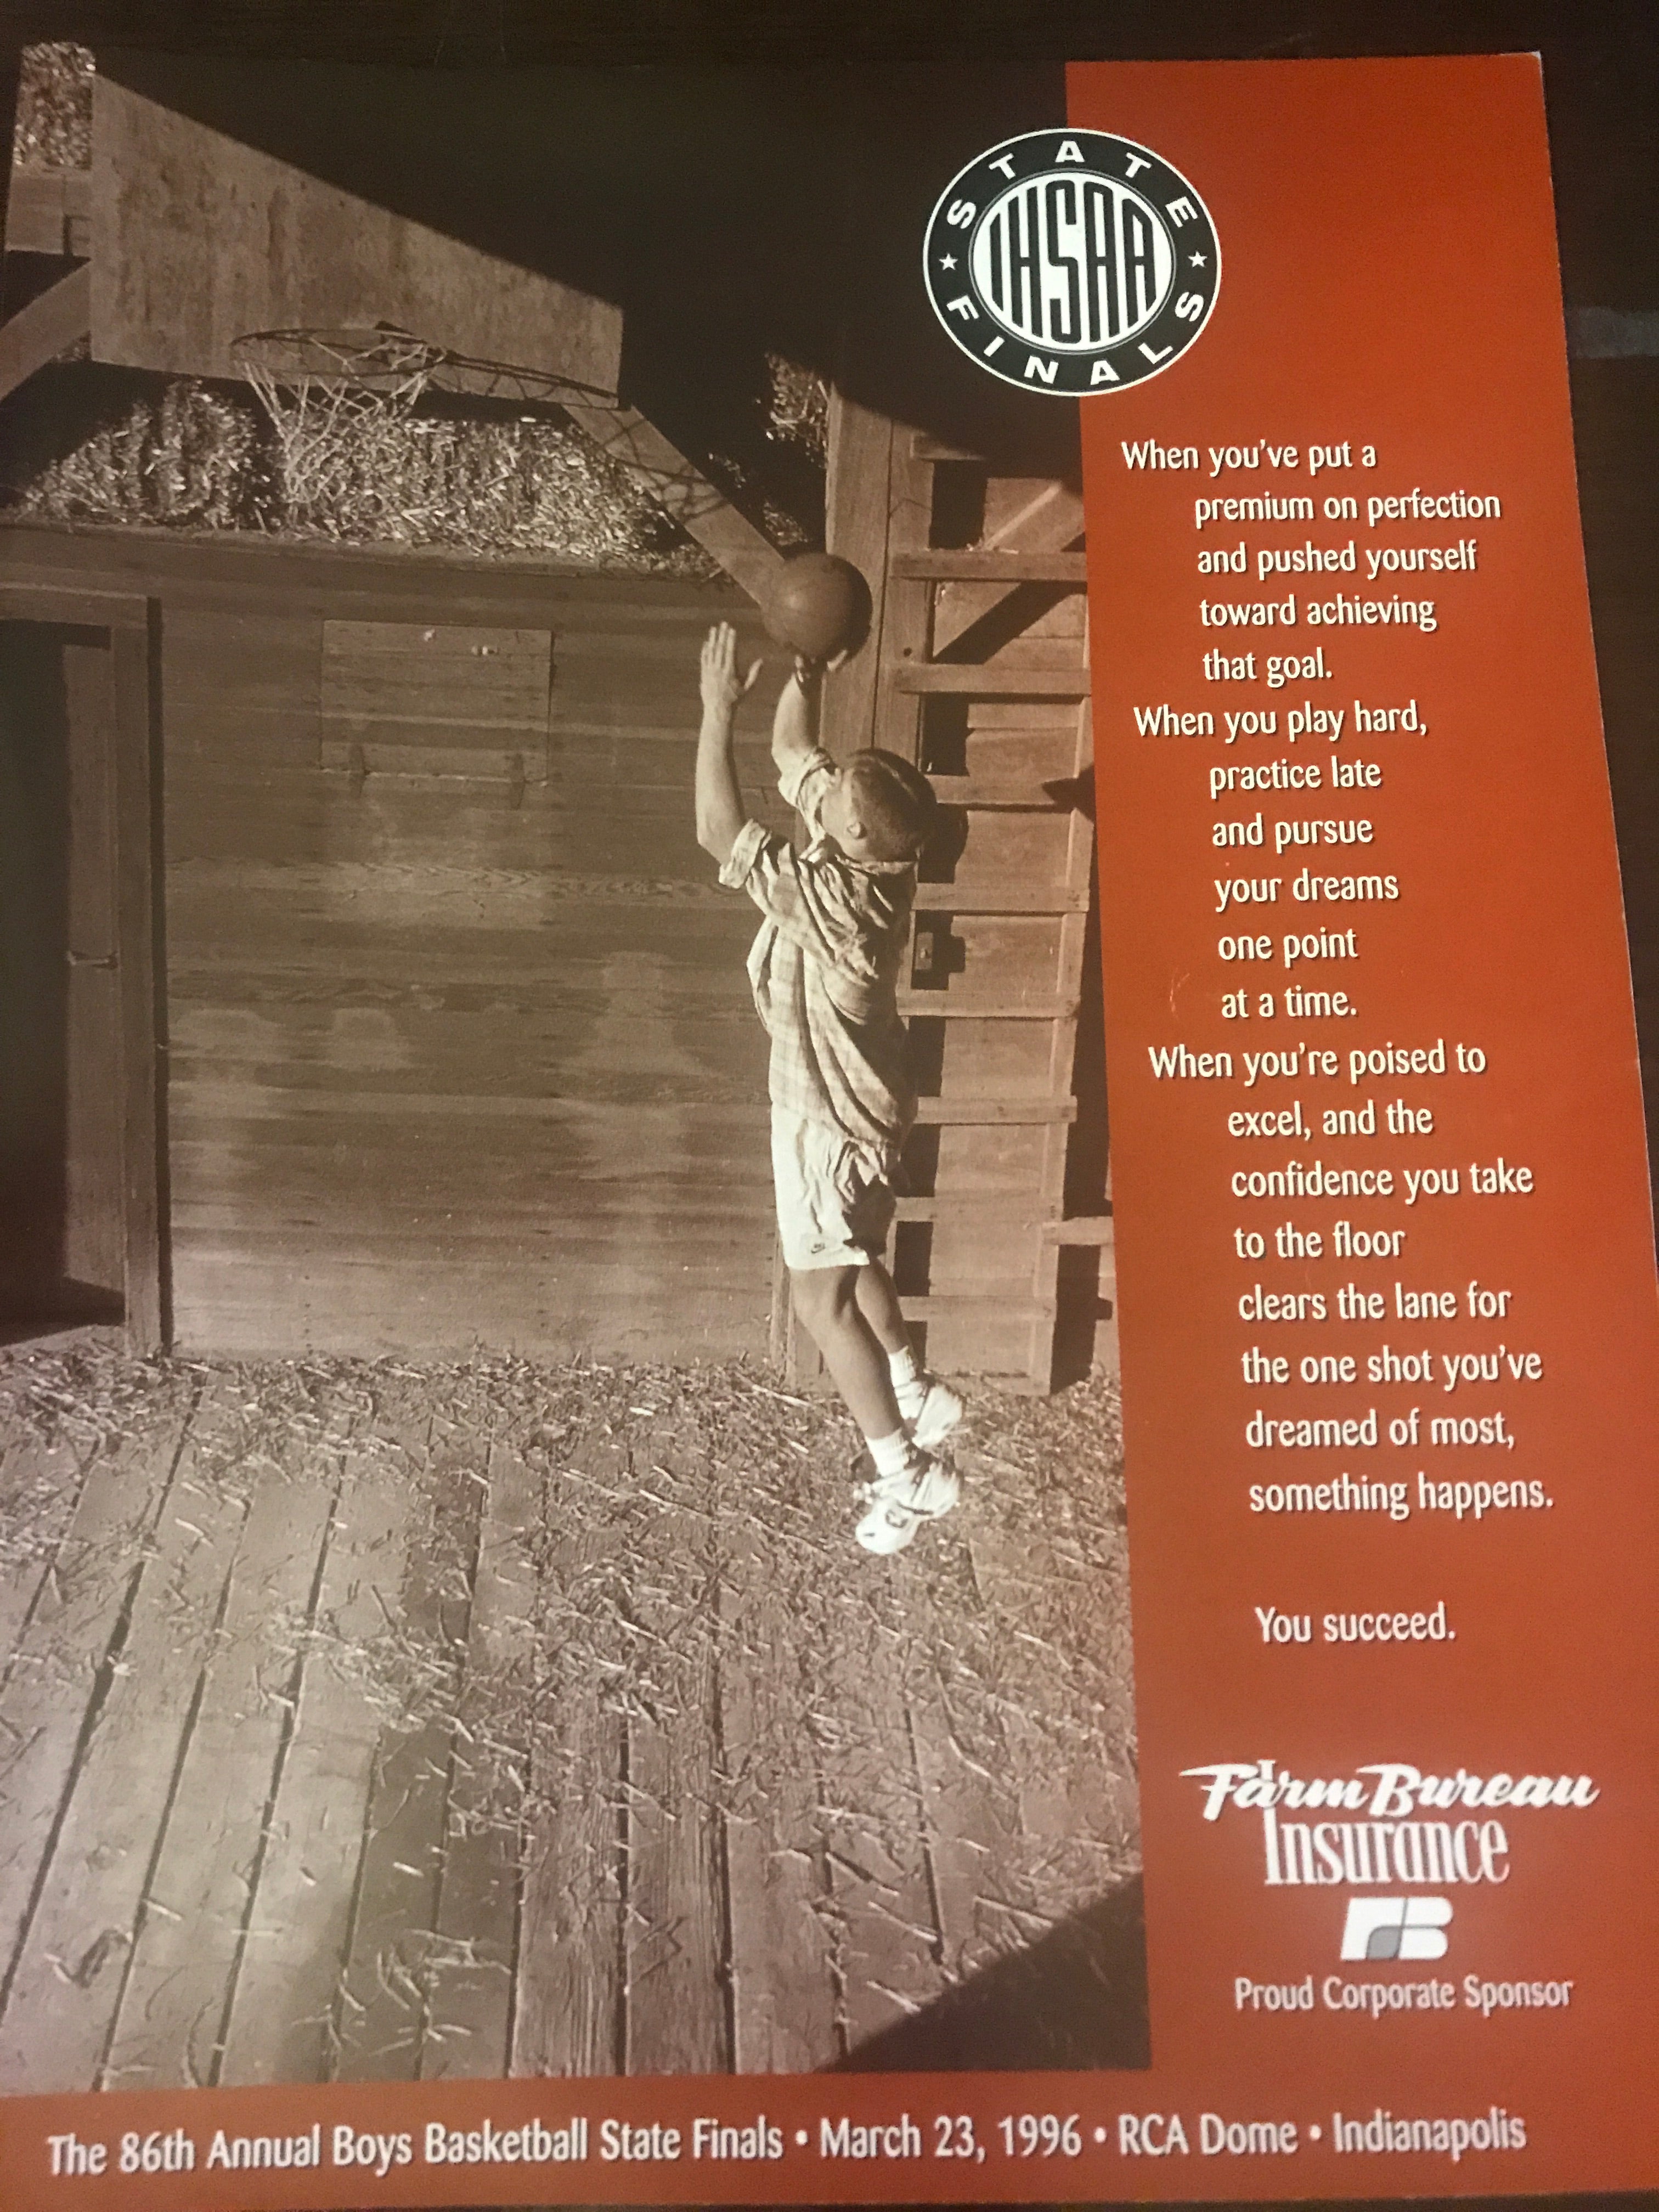 STATE
IHSAA
FINALS
When you've put a
premium on perfection
and pushed yourself
toward achieving
that goal.
When you play hard,
practice late
and pursue
your dreams
one point
at a time.
When you're poised to
excel, and the
confidence you take
to the floor
clears the lane for
the one shot you've
dreamed of most,
something happens.
You succeed.
Farm Bureau
Insurance
FB
Proud Corporate Sponsor
The 86th Annual Boys Basketball State Finals • March 23, 1996 • RCA Dome • Indianapolis